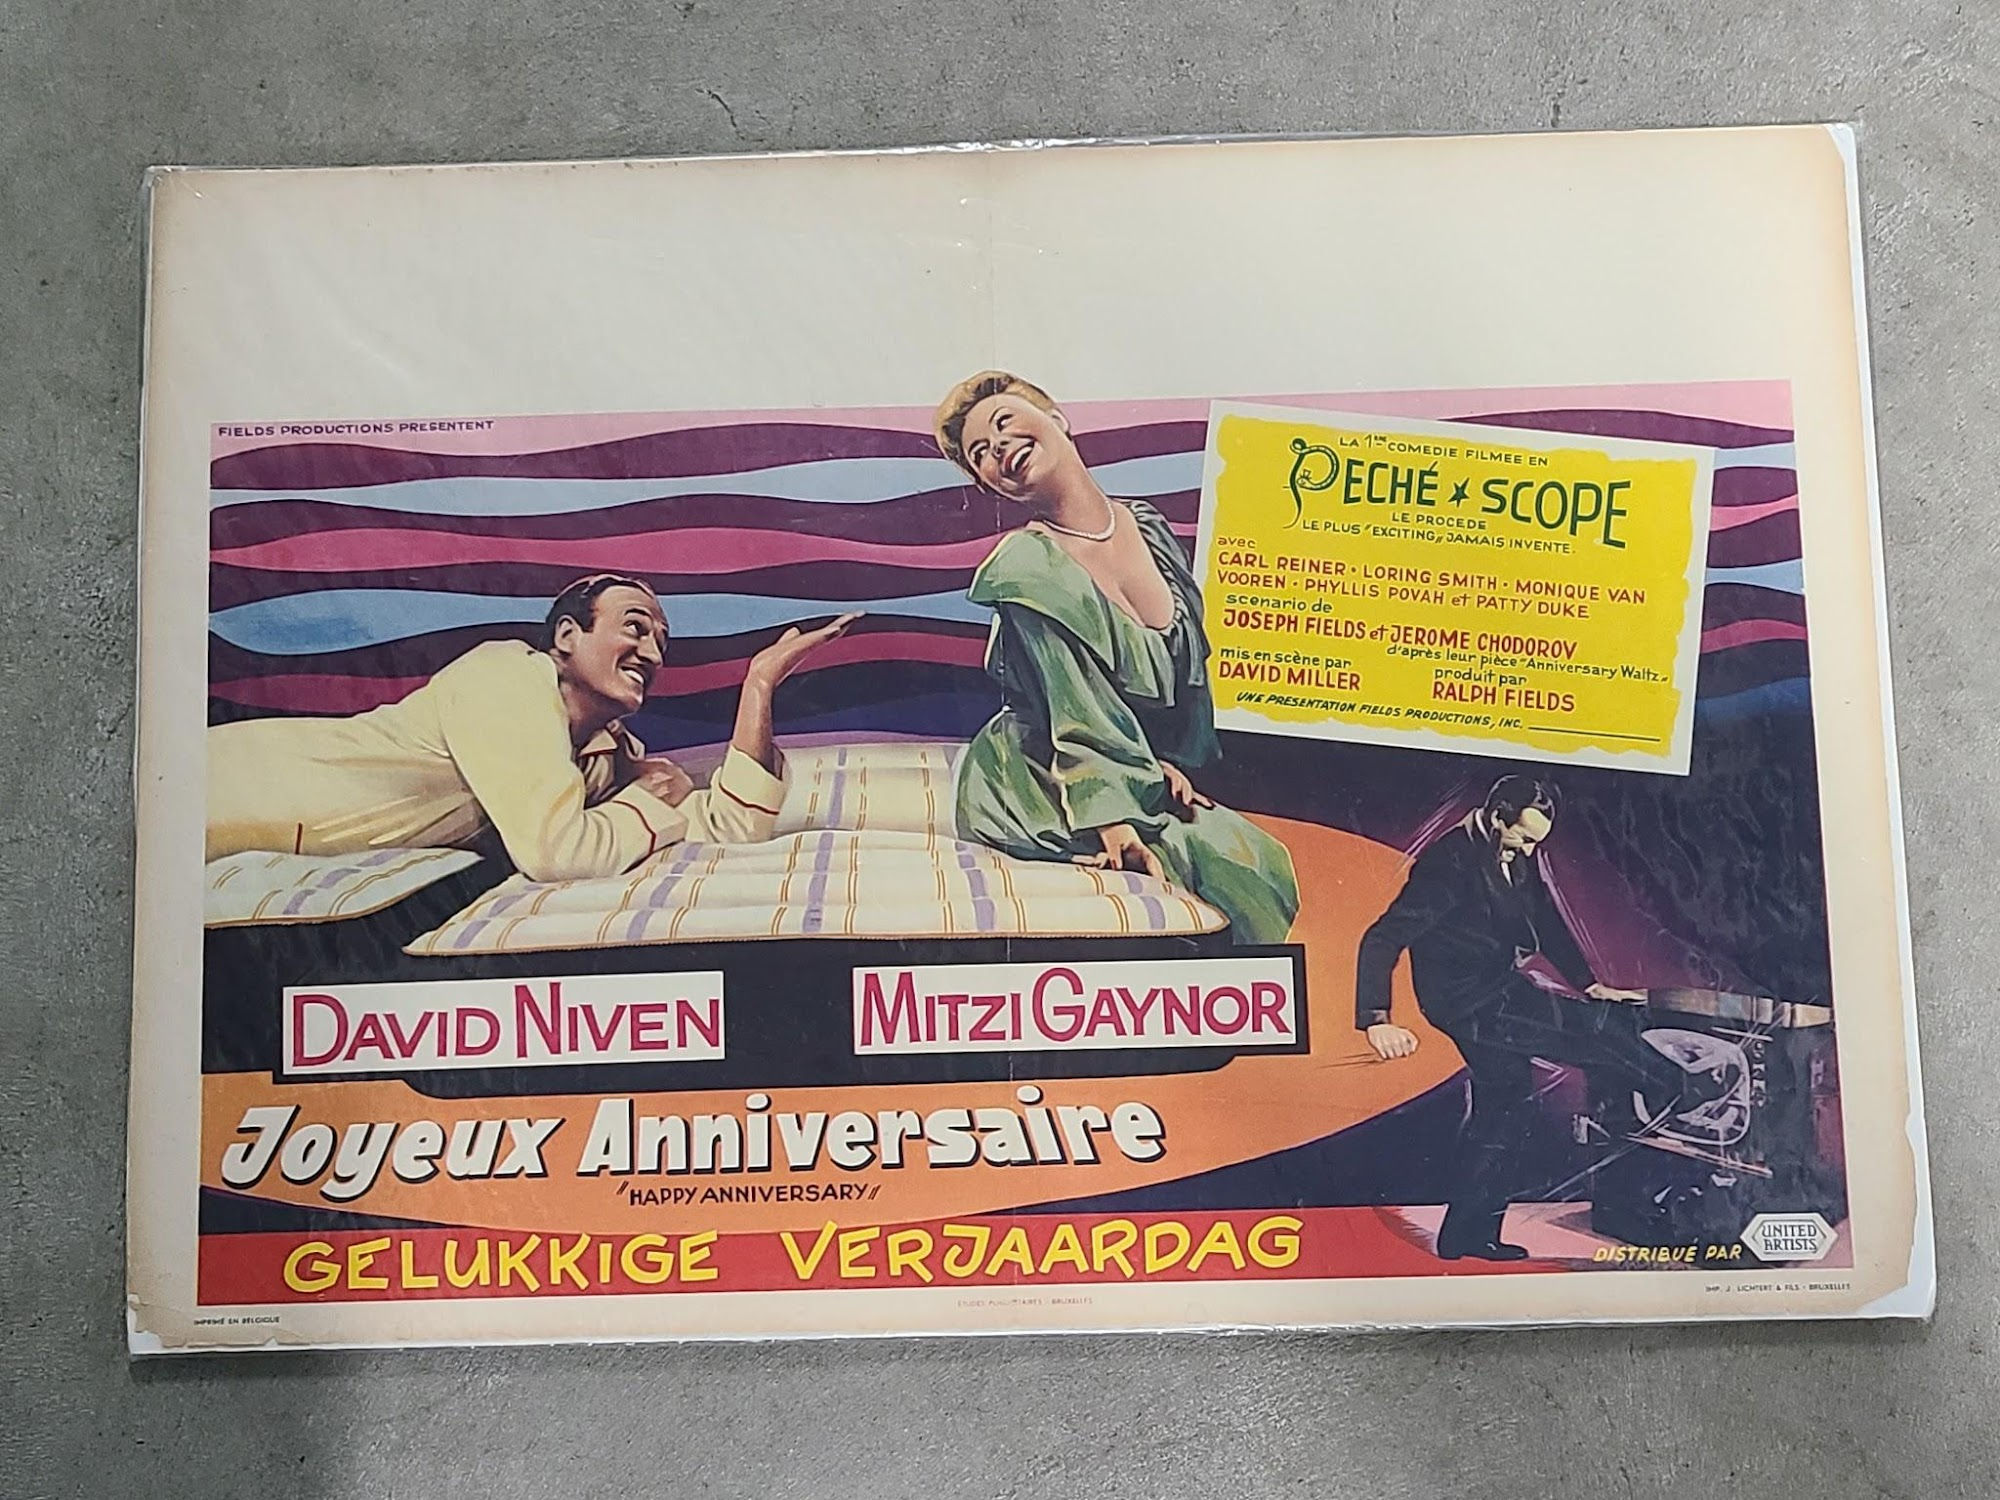 FIELDS PRODUCTIONS PRESENTENT
LA 1ERE COMEDIE FILMEE EN
PECHÉ ★ SCOPE
LE PROCEDE
LE PLUS "EXCITING" JAMAIS INVENTE.
avec
CARL REINER · LORING SMITH · MONIQUE VAN
VOOREN · PHYLLIS POVAH et PATTY DUKE
scenario de
JOSEPH FIELDS et JEROME CHODOROV
d'après leur pièce "Anniversary Waltz"
mis en scène par
DAVID MILLER
produit par
RALPH FIELDS
UNE PRESENTATION FIELDS PRODUCTIONS, INC.
DAVID NIVEN
MITZI GAYNOR
Joyeux Anniversaire
"HAPPY ANNIVERSARY"
GELUKKIGE VERJAARDAG
DISTRIBUÉ PAR
UNITED
ARTISTS
IMPRIMÉ EN BELGIQUE
ETUDES PUBLICITAIRES - BRUXELLES
IMP. J. LICHTERT & FILS - BRUXELLES